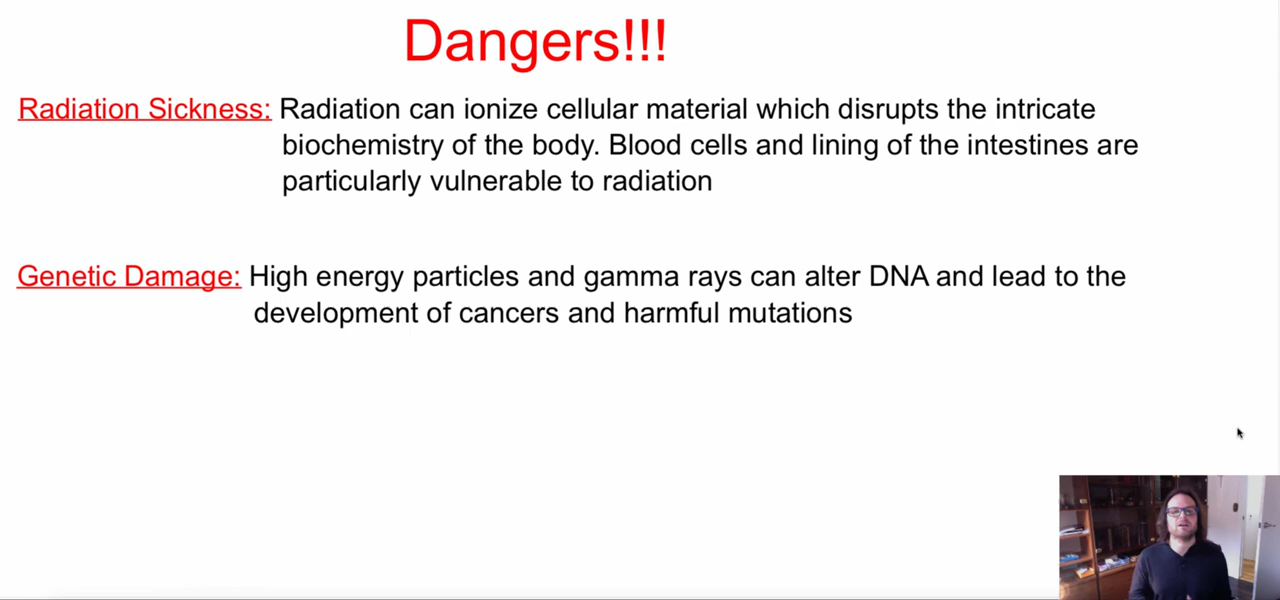 Dangers!!!
Radiation Sickness: Radiation can ionize cellular material which disrupts the intricate
biochemistry of the body. Blood cells and lining of the intestines are
particularly vulnerable to radiation
Genetic Damage: High energy particles and gamma rays can alter DNA and lead to the
development of cancers and harmful mutations